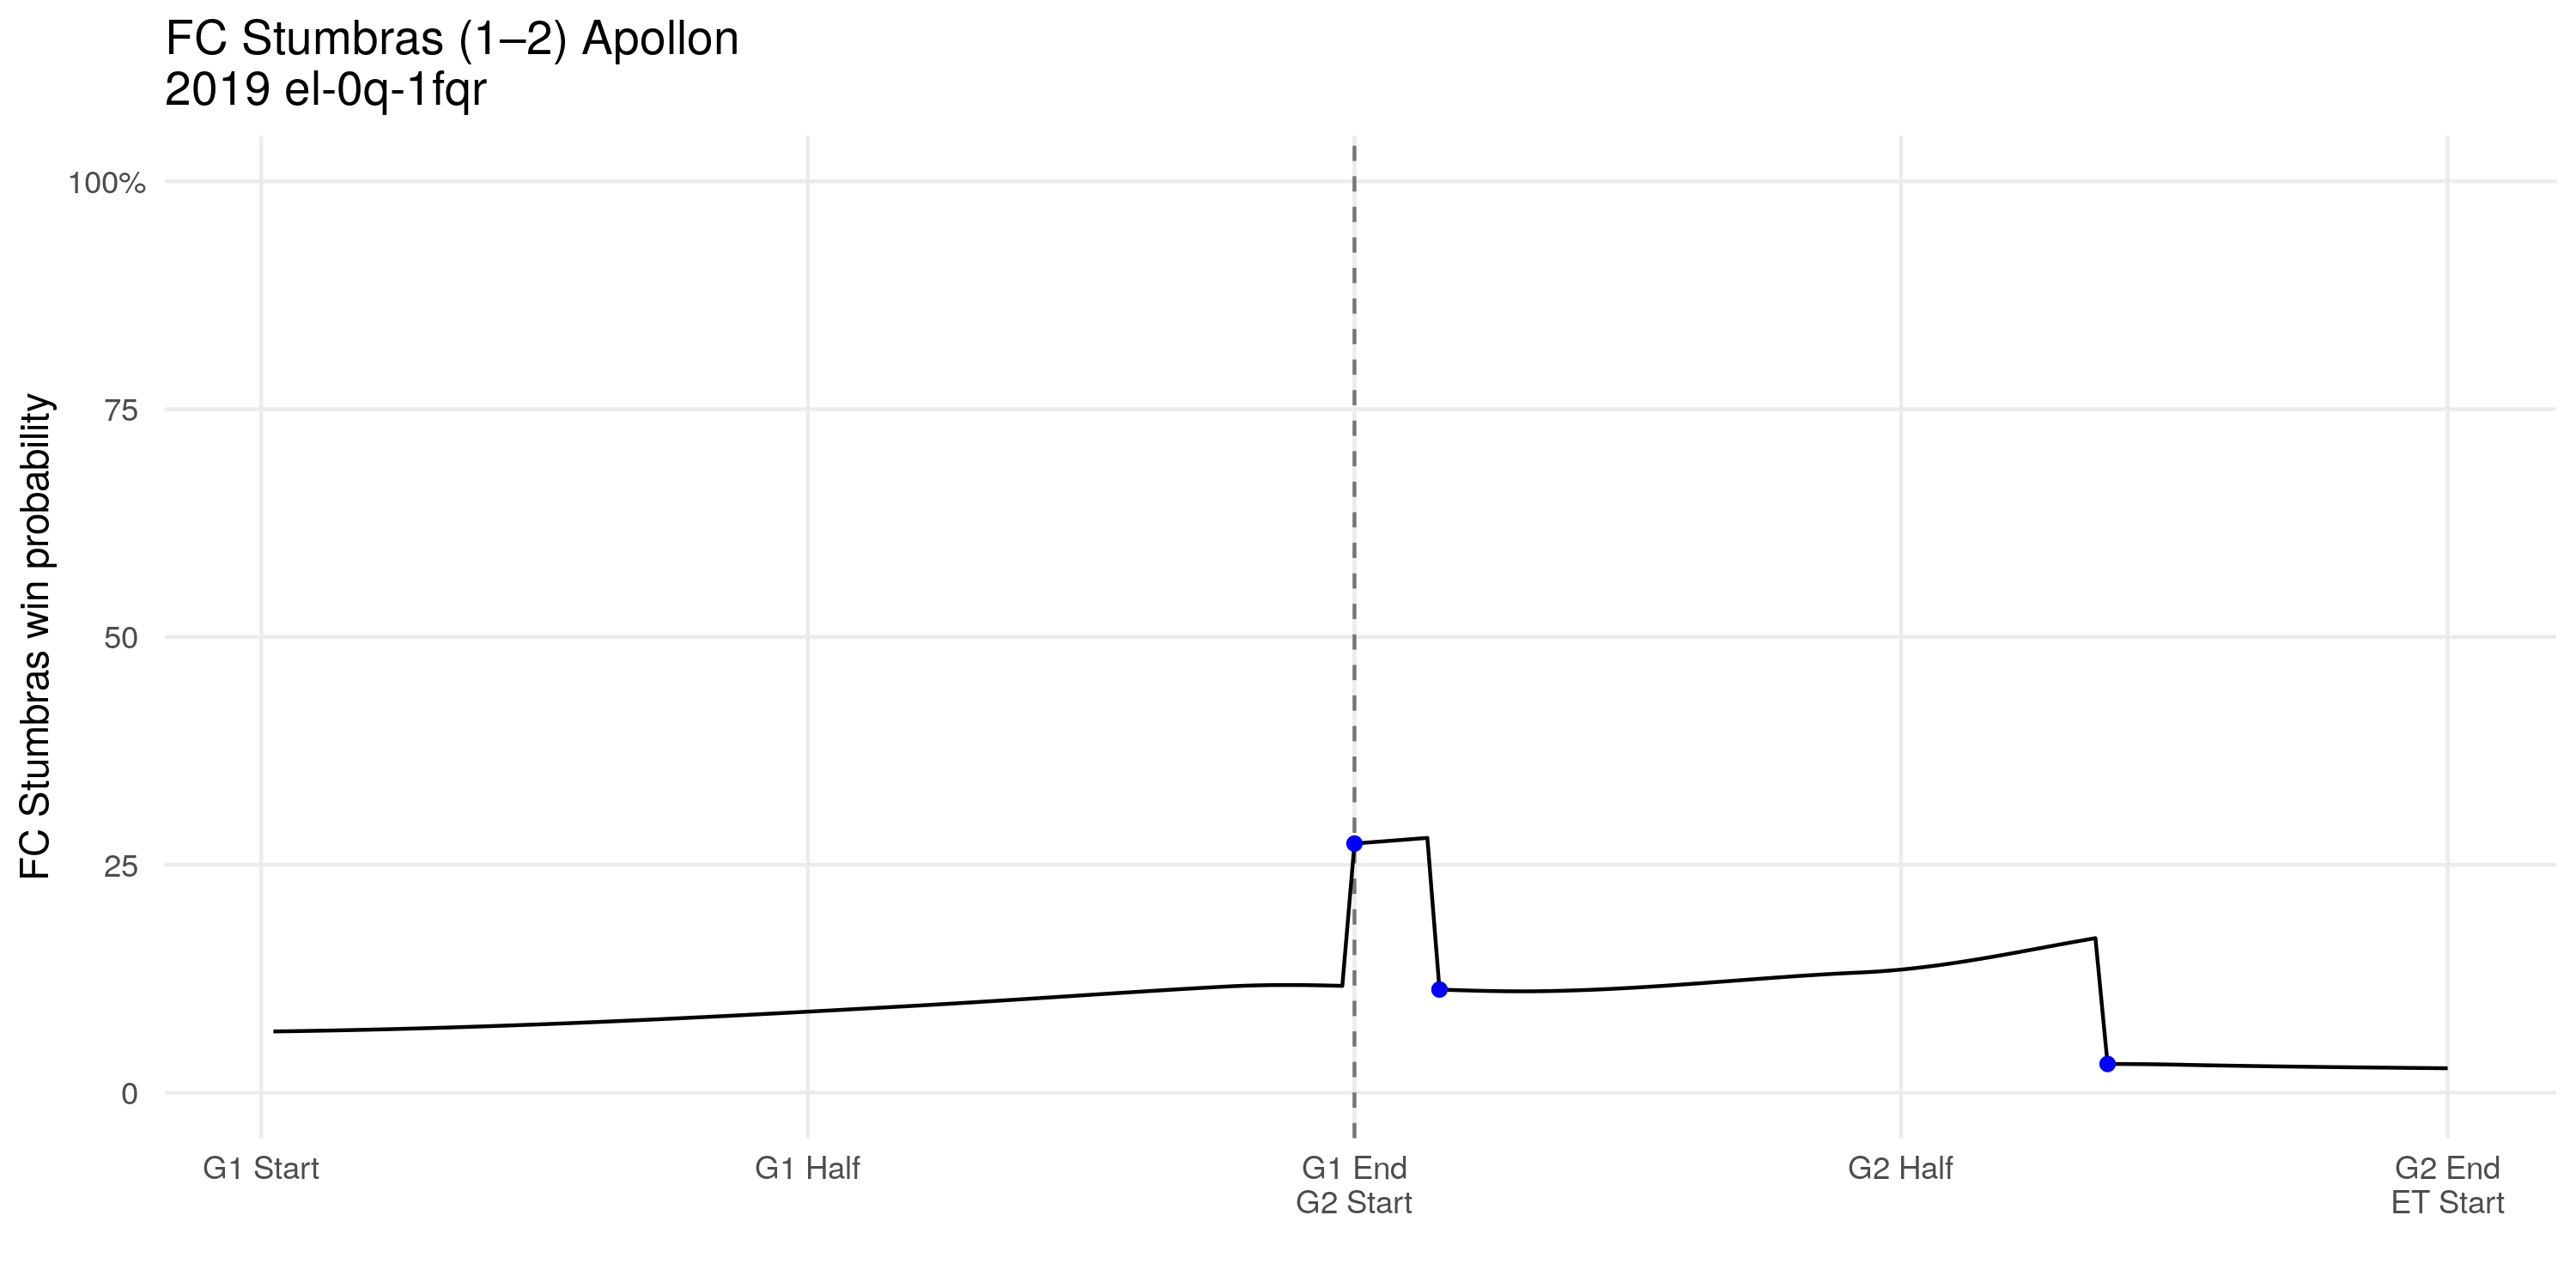 FC Stumbras (1–2) Apollon
2019 el-0q-1fqr
FC Stumbras win probability
100%
75
50
25
0
G1 Start
G1 Half
G1 End
G2 Start
G2 Half
G2 End
ET Start